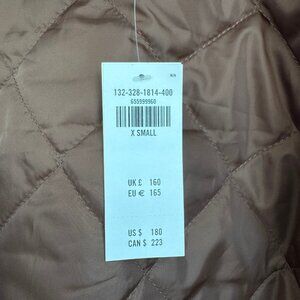 132-328-1814-400
655999960
X SMALL
UK £ 160
EU € 165
US $ 180
CAN $ 223